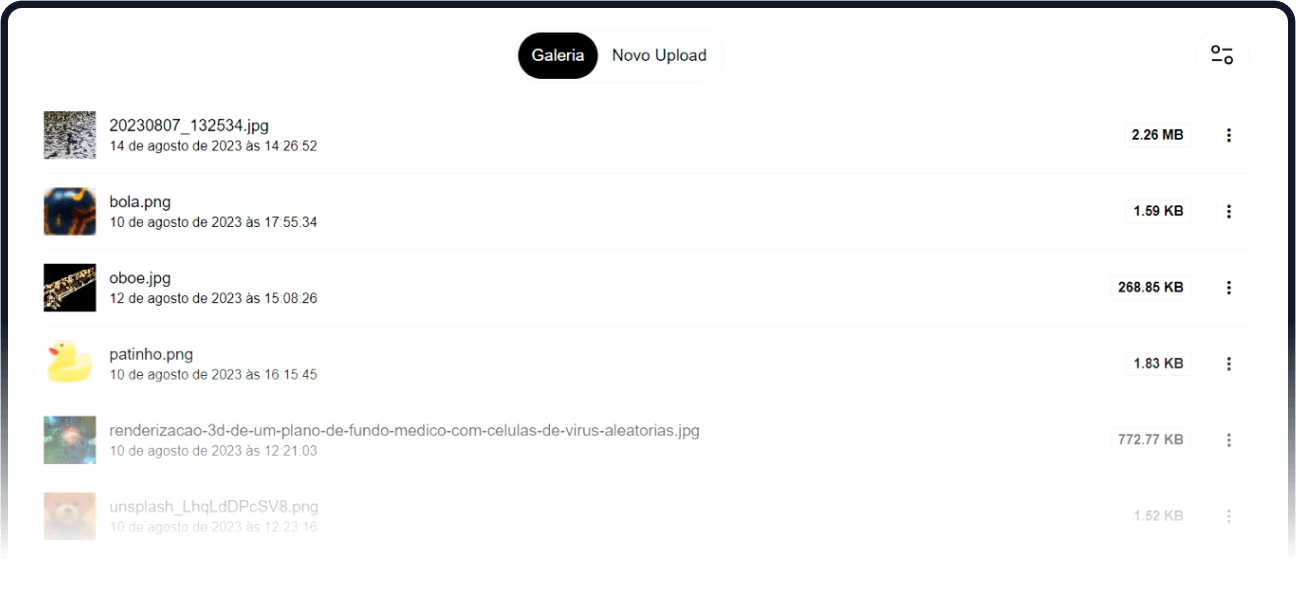 Galeria Novo Upload
20230807_132534.jpg
14 de agosto de 2023 às 14:26:52
2.26 MB
bola.png
10 de agosto de 2023 às 17:55:34
1.59 KB
oboe.jpg
12 de agosto de 2023 às 15:08:26
268.85 KB
patinho.png
10 de agosto de 2023 às 16:15:45
1.83 KB
renderizacao-3d-de-um-plano-de-fundo-medico-com-celulas-de-virus-aleatorias.jpg
10 de agosto de 2023 às 12:21:03
772.77 KB
unsplash_LhqLdDPcSV8.png
10 de agosto de 2023 às 12:23:16
1.52 KB